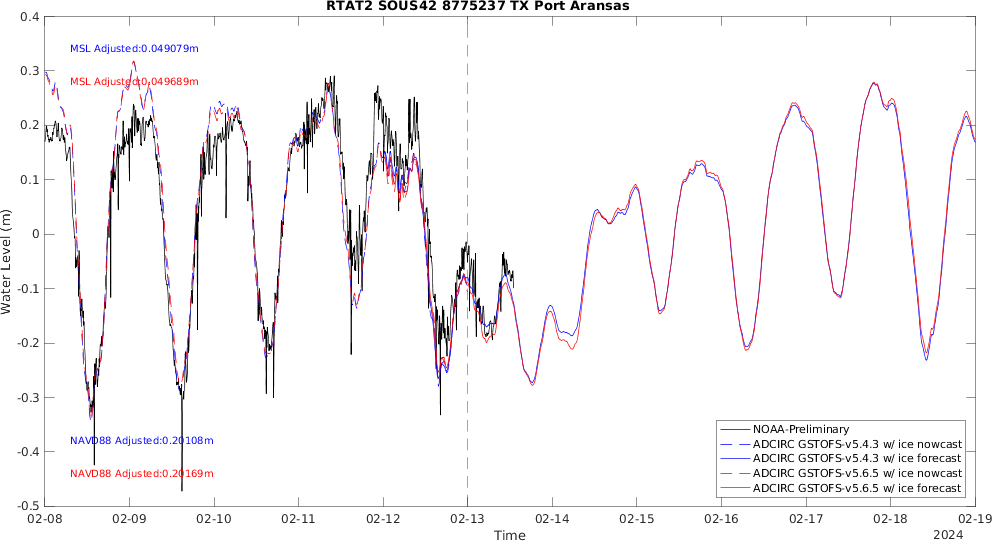 RTAT2 SOUS42 8775237 TX Port Aransas
0.4
0.3
0.2
0.1
0
-0.1
-0.2
-0.3
-0.4
-0.5
Water Level (m)
MSL Adjusted:0.049079m
MSL Adjusted:0.049689m
NAVD88 Adjusted:0.20108m
NAVD88 Adjusted:0.20169m
NOAA-Preliminary
ADCIRC GSTOFS-v5.4.3 w/ ice nowcast
ADCIRC GSTOFS-v5.4.3 w/ ice forecast
ADCIRC GSTOFS-v5.6.5 w/ ice nowcast
ADCIRC GSTOFS-v5.6.5 w/ ice forecast
02-08 02-09 02-10 02-11 02-12 02-13 02-14 02-15 02-16 02-17 02-18 02-19
Time
2024